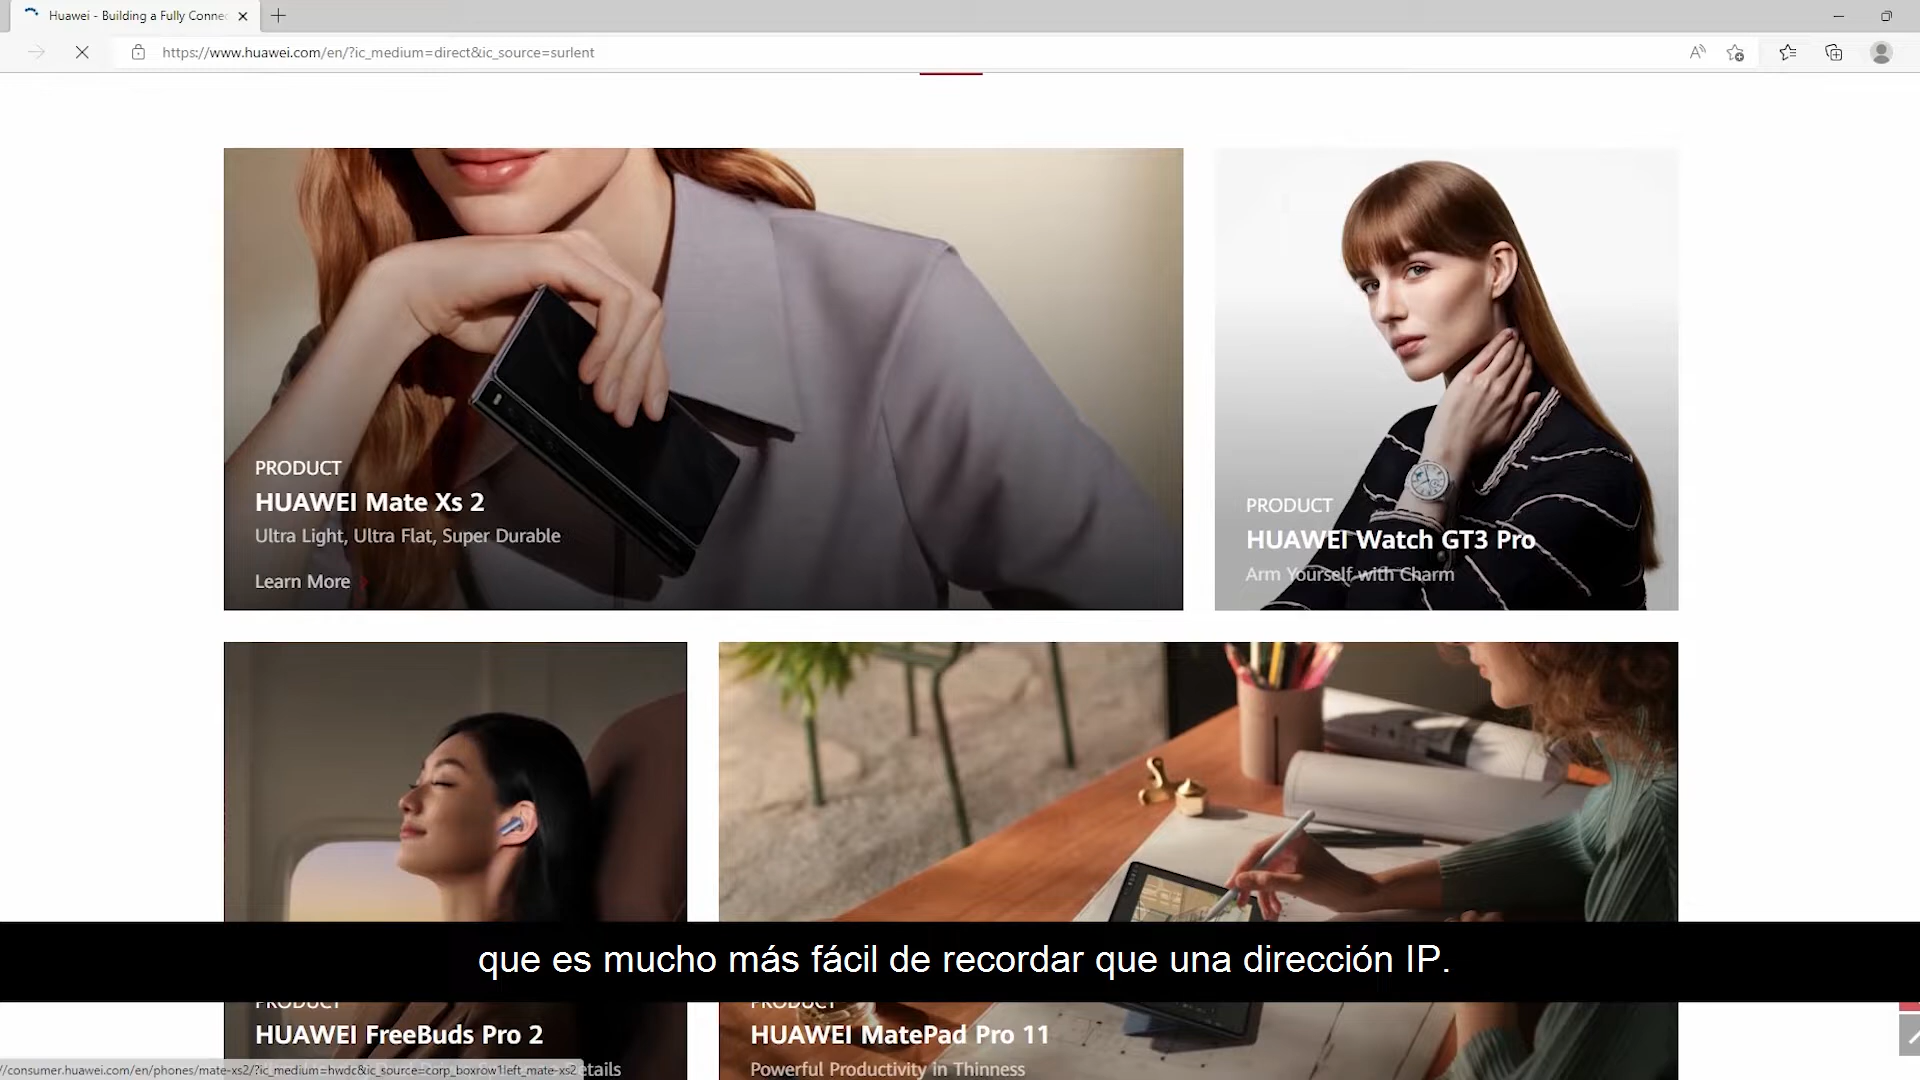 Huawei - Building a Fully Connec
https://www.huawei.com/en/?ic_medium=direct&ic_source=surlent
PRODUCT
HUAWEI Mate Xs 2
Ultra Light, Ultra Flat, Super Durable
Learn More
PRODUCT
HUAWEI Watch GT3 Pro
Arm Yourself with Charm
que es mucho más fácil de recordar que una dirección IP.
PRODUCT
HUAWEI FreeBuds Pro 2
etails
PRODUCT
HUAWEI MatePad Pro 11
Powerful Productivity in Thinness
//consumer.huawei.com/en/phones/mate-xs2/?ic_medium=hwdc&ic_source=corp_boxrow1left_mate-xs2